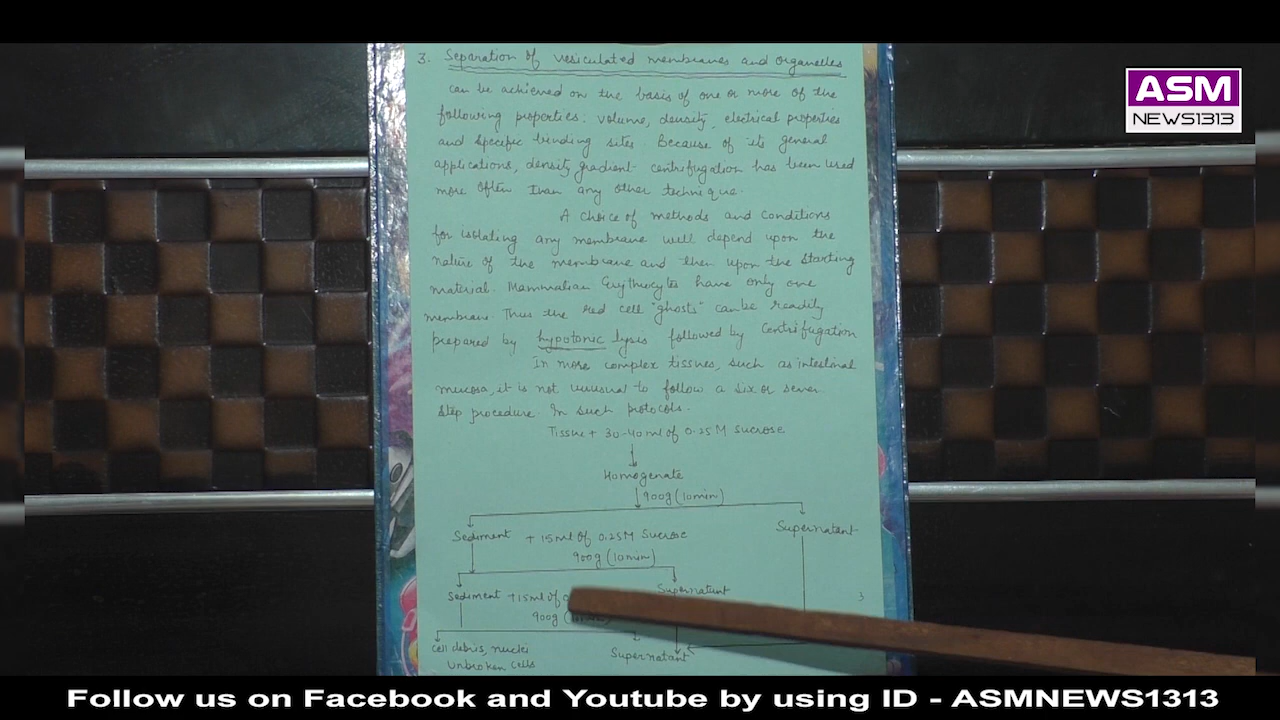 ASM
NEWS1313
3. Separation of vesiculated membranes and organelles
can be achieved on the basis of one or more of the
following properties: volume, density, electrical properties
and specific binding sites. Because of its general
applications, density gradient- centrifugation has been used
more often than any other technique.
A choice of methods and conditions
for isolating any membrane will depend upon the
nature of the membrane and then upon the starting
material. Mammalian Erythrocytes have only one
membrane. Thus the red cell "ghosts" can be readily
prepared by hypotonic lysis followed by Centrifugation
In more complex tissues, such as intestinal
mucosa, it is not unusual to follow a six or seven
step procedure. In such protocols.
Tissue + 30-40ml of 0.25M Sucrose
Homogenate
900g (10min)
Sediment + 15ml of 0.25M Sucrose
Supernatant
900g (10min)
Sediment +15ml of
Supernatant
3
900g
Cell debris, nuclei
Unbroken cells
Supernatant
Follow us on Facebook and Youtube by using ID - ASMNEWS1313